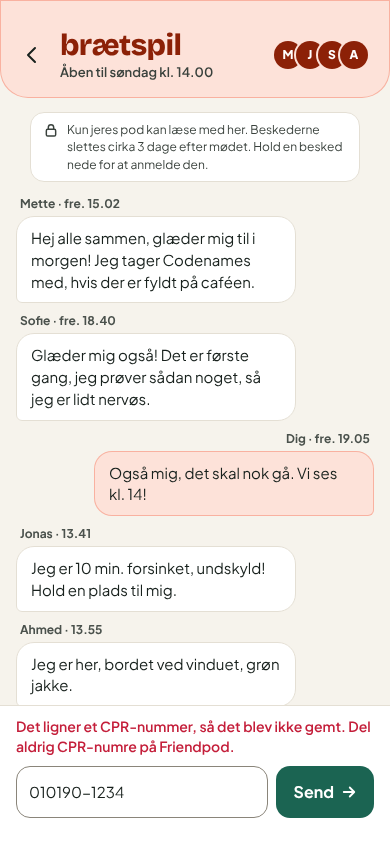 brætspil
Åben til søndag kl. 14.00
M J S A
Kun jeres pod kan læse med her. Beskederne
slettes cirka 3 dage efter mødet. Hold en besked
nede for at anmelde den.
Mette · fre. 15.02
Hej alle sammen, glæder mig til i
morgen! Jeg tager Codenames
med, hvis der er fyldt på caféen.
Sofie · fre. 18.40
Glæder mig også! Det er første
gang, jeg prøver sådan noget, så
jeg er lidt nervøs.
Dig · fre. 19.05
Også mig, det skal nok gå. Vi ses
kl. 14!
Jonas · 13.41
Jeg er 10 min. forsinket, undskyld!
Hold en plads til mig.
Ahmed · 13.55
Jeg er her, bordet ved vinduet, grøn
jakke.
Det ligner et CPR-nummer, så det blev ikke gemt. Del
aldrig CPR-numre på Friendpod.
010190-1234
Send →